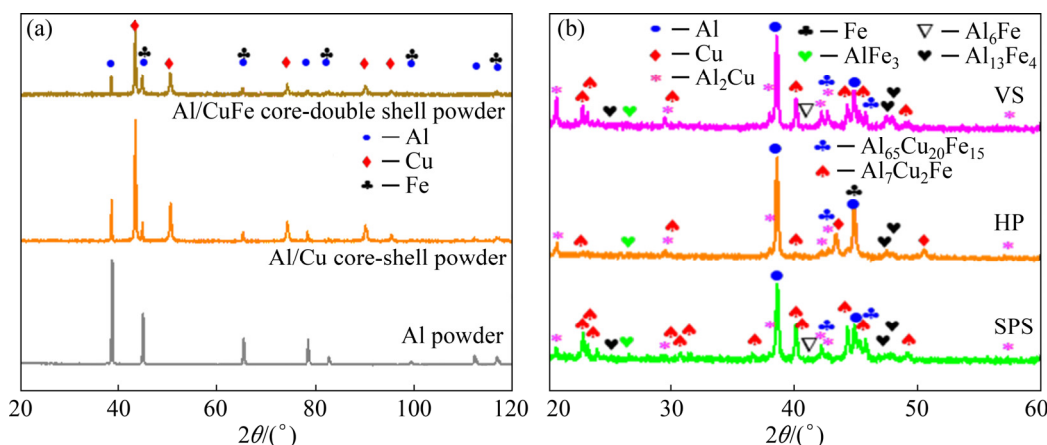 (a)
Al/CuFe core-double shell powder
— Al
— Cu
— Fe
Al/Cu core-shell powder
Al powder
20 40 60 80 100 120
2θ/(°)
(b)
— Al
— Cu
— Al₂Cu
— Fe
— AlFe₃
— Al₆Fe
— Al₁₃Fe₄
VS
— Al₆₅Cu₂₀Fe₁₅
— Al₇Cu₂Fe
HP
SPS
20 30 40 50 60
2θ/(°)